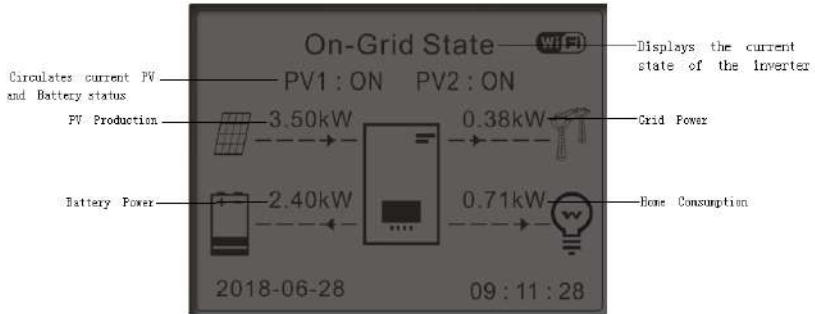 On-Grid State
WiFi
Displays the current
state of the inverter
Circulates current PV
and Battery status
PV1 : ON PV2 : ON
PV Production
3.50kW
0.38kW
Grid Power
Battery Power
2.40kW
0.71kW
Home Consumption
2018-06-28
09 : 11 : 28